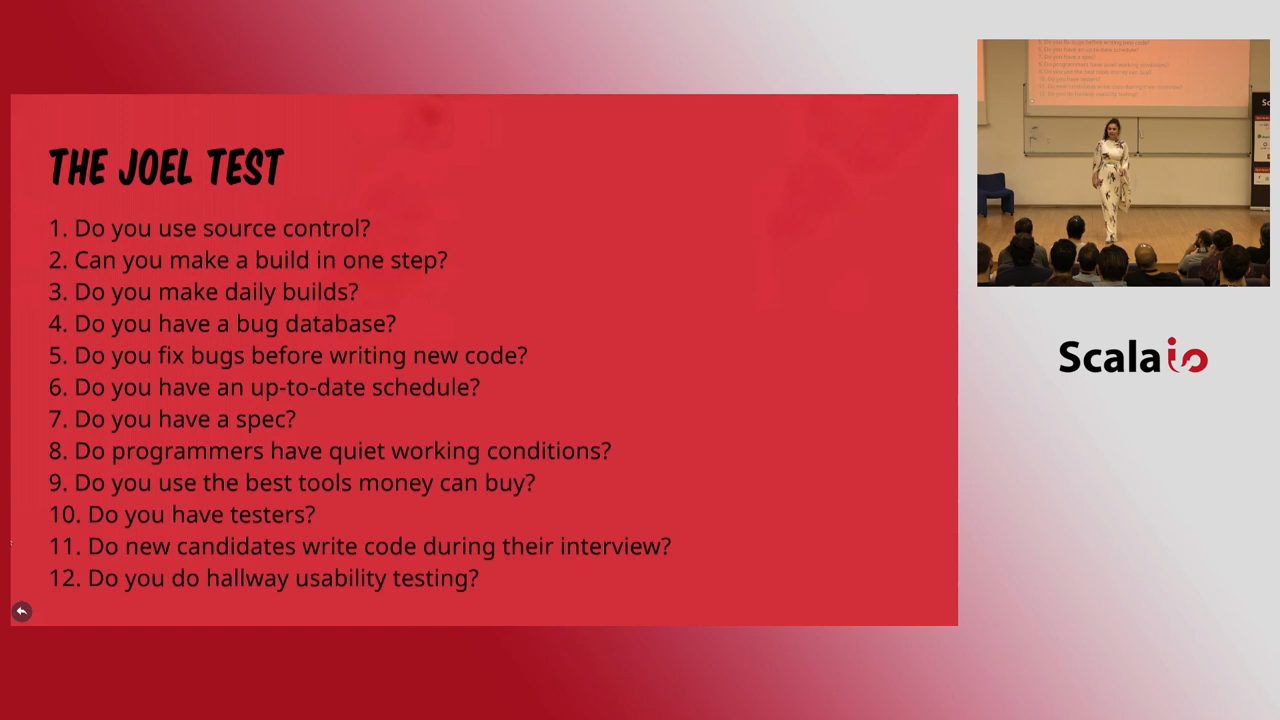 THE JOEL TEST
1. Do you use source control?
2. Can you make a build in one step?
3. Do you make daily builds?
4. Do you have a bug database?
5. Do you fix bugs before writing new code?
6. Do you have an up-to-date schedule?
7. Do you have a spec?
8. Do programmers have quiet working conditions?
9. Do you use the best tools money can buy?
10. Do you have testers?
11. Do new candidates write code during their interview?
12. Do you do hallway usability testing?
Scala io